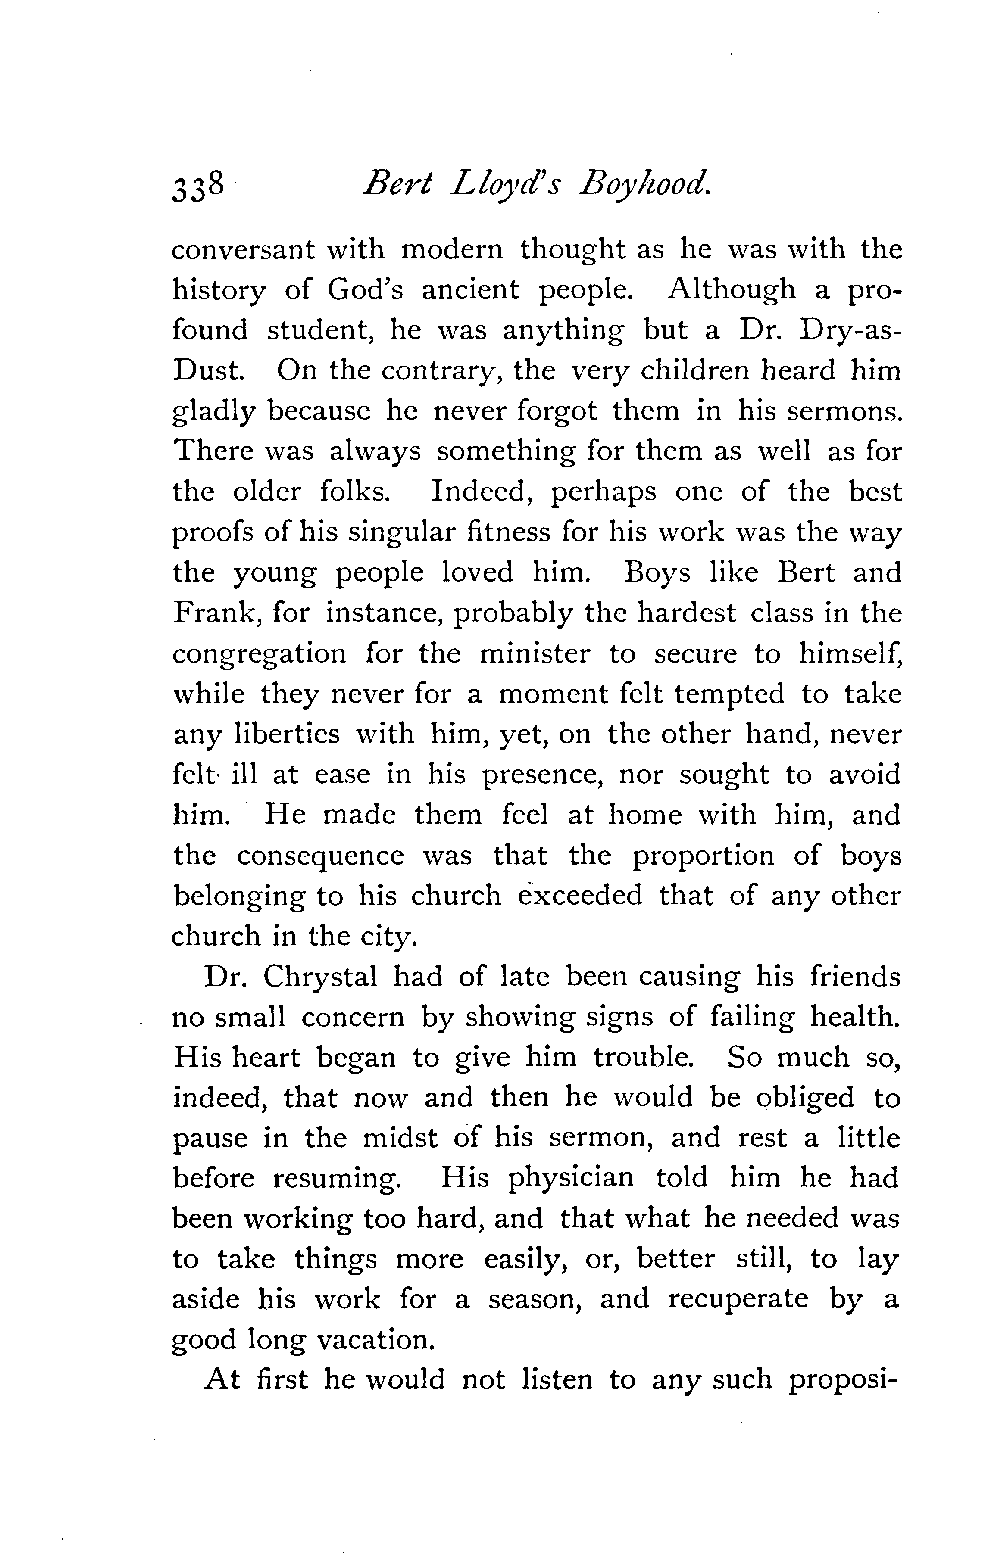 338 Bert Lloyd's Boyhood.
conversant with modern thought as he was with the
history of God's ancient people. Although a pro-
found student, he was anything but a Dr. Dry-as-
Dust. On the contrary, the very children heard him
gladly because he never forgot them in his sermons.
There was always something for them as well as for
the older folks. Indeed, perhaps one of the best
proofs of his singular fitness for his work was the way
the young people loved him. Boys like Bert and
Frank, for instance, probably the hardest class in the
congregation for the minister to secure to himself,
while they never for a moment felt tempted to take
any liberties with him, yet, on the other hand, never
felt ill at ease in his presence, nor sought to avoid
him. He made them feel at home with him, and
the consequence was that the proportion of boys
belonging to his church exceeded that of any other
church in the city.
Dr. Chrystal had of late been causing his friends
no small concern by showing signs of failing health.
His heart began to give him trouble. So much so,
indeed, that now and then he would be obliged to
pause in the midst of his sermon, and rest a little
before resuming. His physician told him he had
been working too hard, and that what he needed was
to take things more easily, or, better still, to lay
aside his work for a season, and recuperate by a
good long vacation.
At first he would not listen to any such proposi-